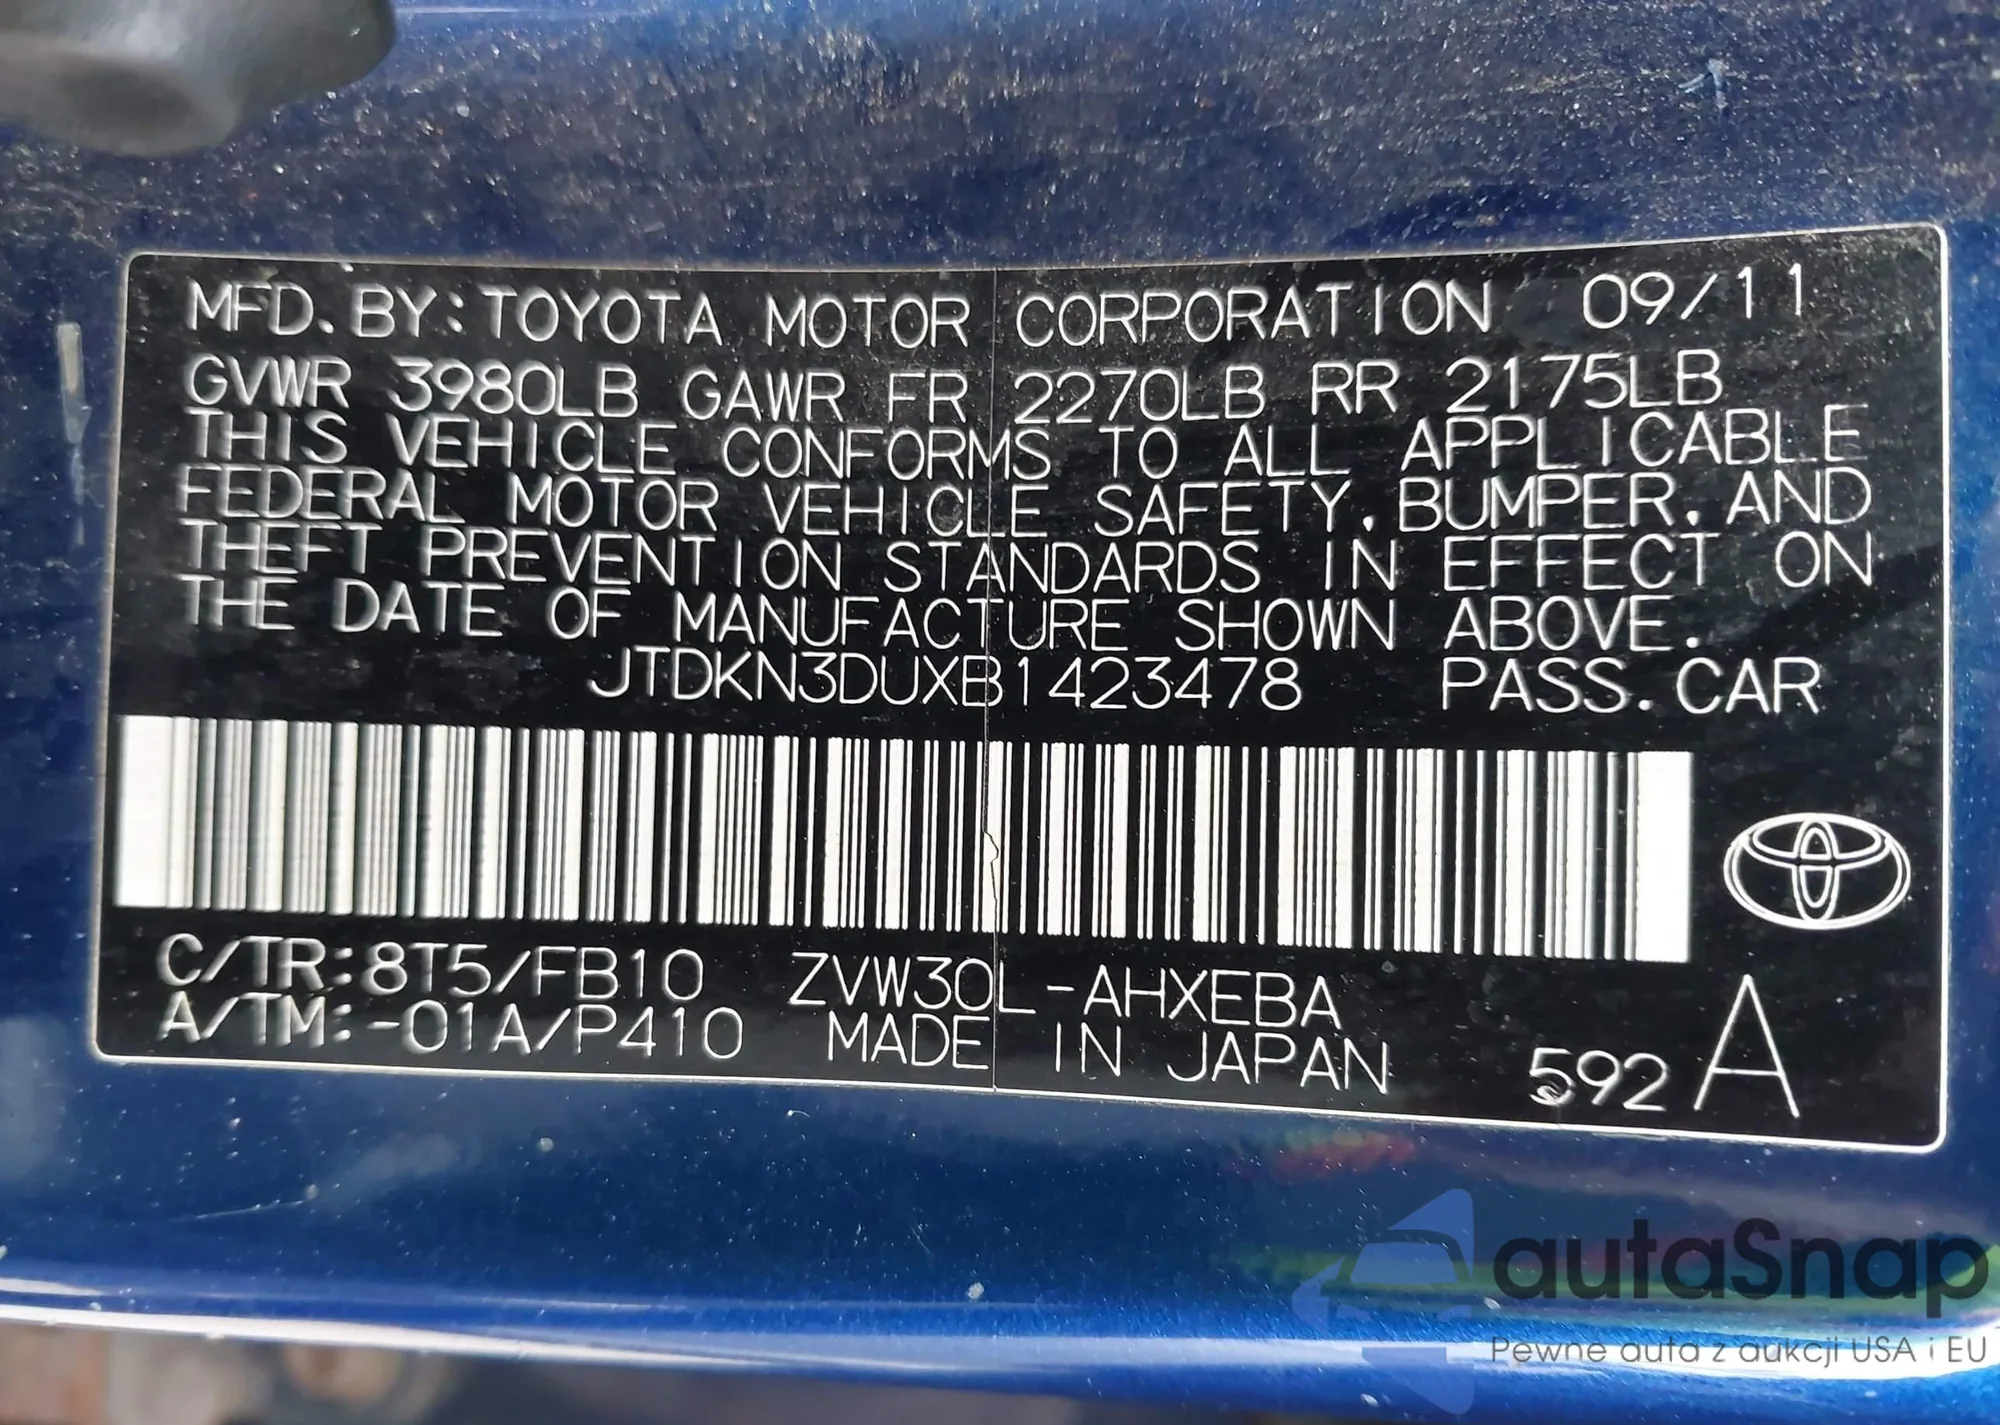 MFD. BY: TOYOTA MOTOR CORPORATION 09/11
GVWR 3980LB GAWR FR 2270LB RR 2175LB
THIS VEHICLE CONFORMS TO ALL APPLICABLE
FEDERAL MOTOR VEHICLE SAFETY, BUMPER, AND
THEFT PREVENTION STANDARDS IN EFFECT ON
THE DATE OF MANUFACTURE SHOWN ABOVE.
JTDKN3DUXB1423478 PASS. CAR
C/TR:8T5/FB10 ZVW30L-AHXEBA
A/TM:-01A/P410 MADE IN JAPAN 592 A
autaSnap
Pewne auta z aukcji USA i EU